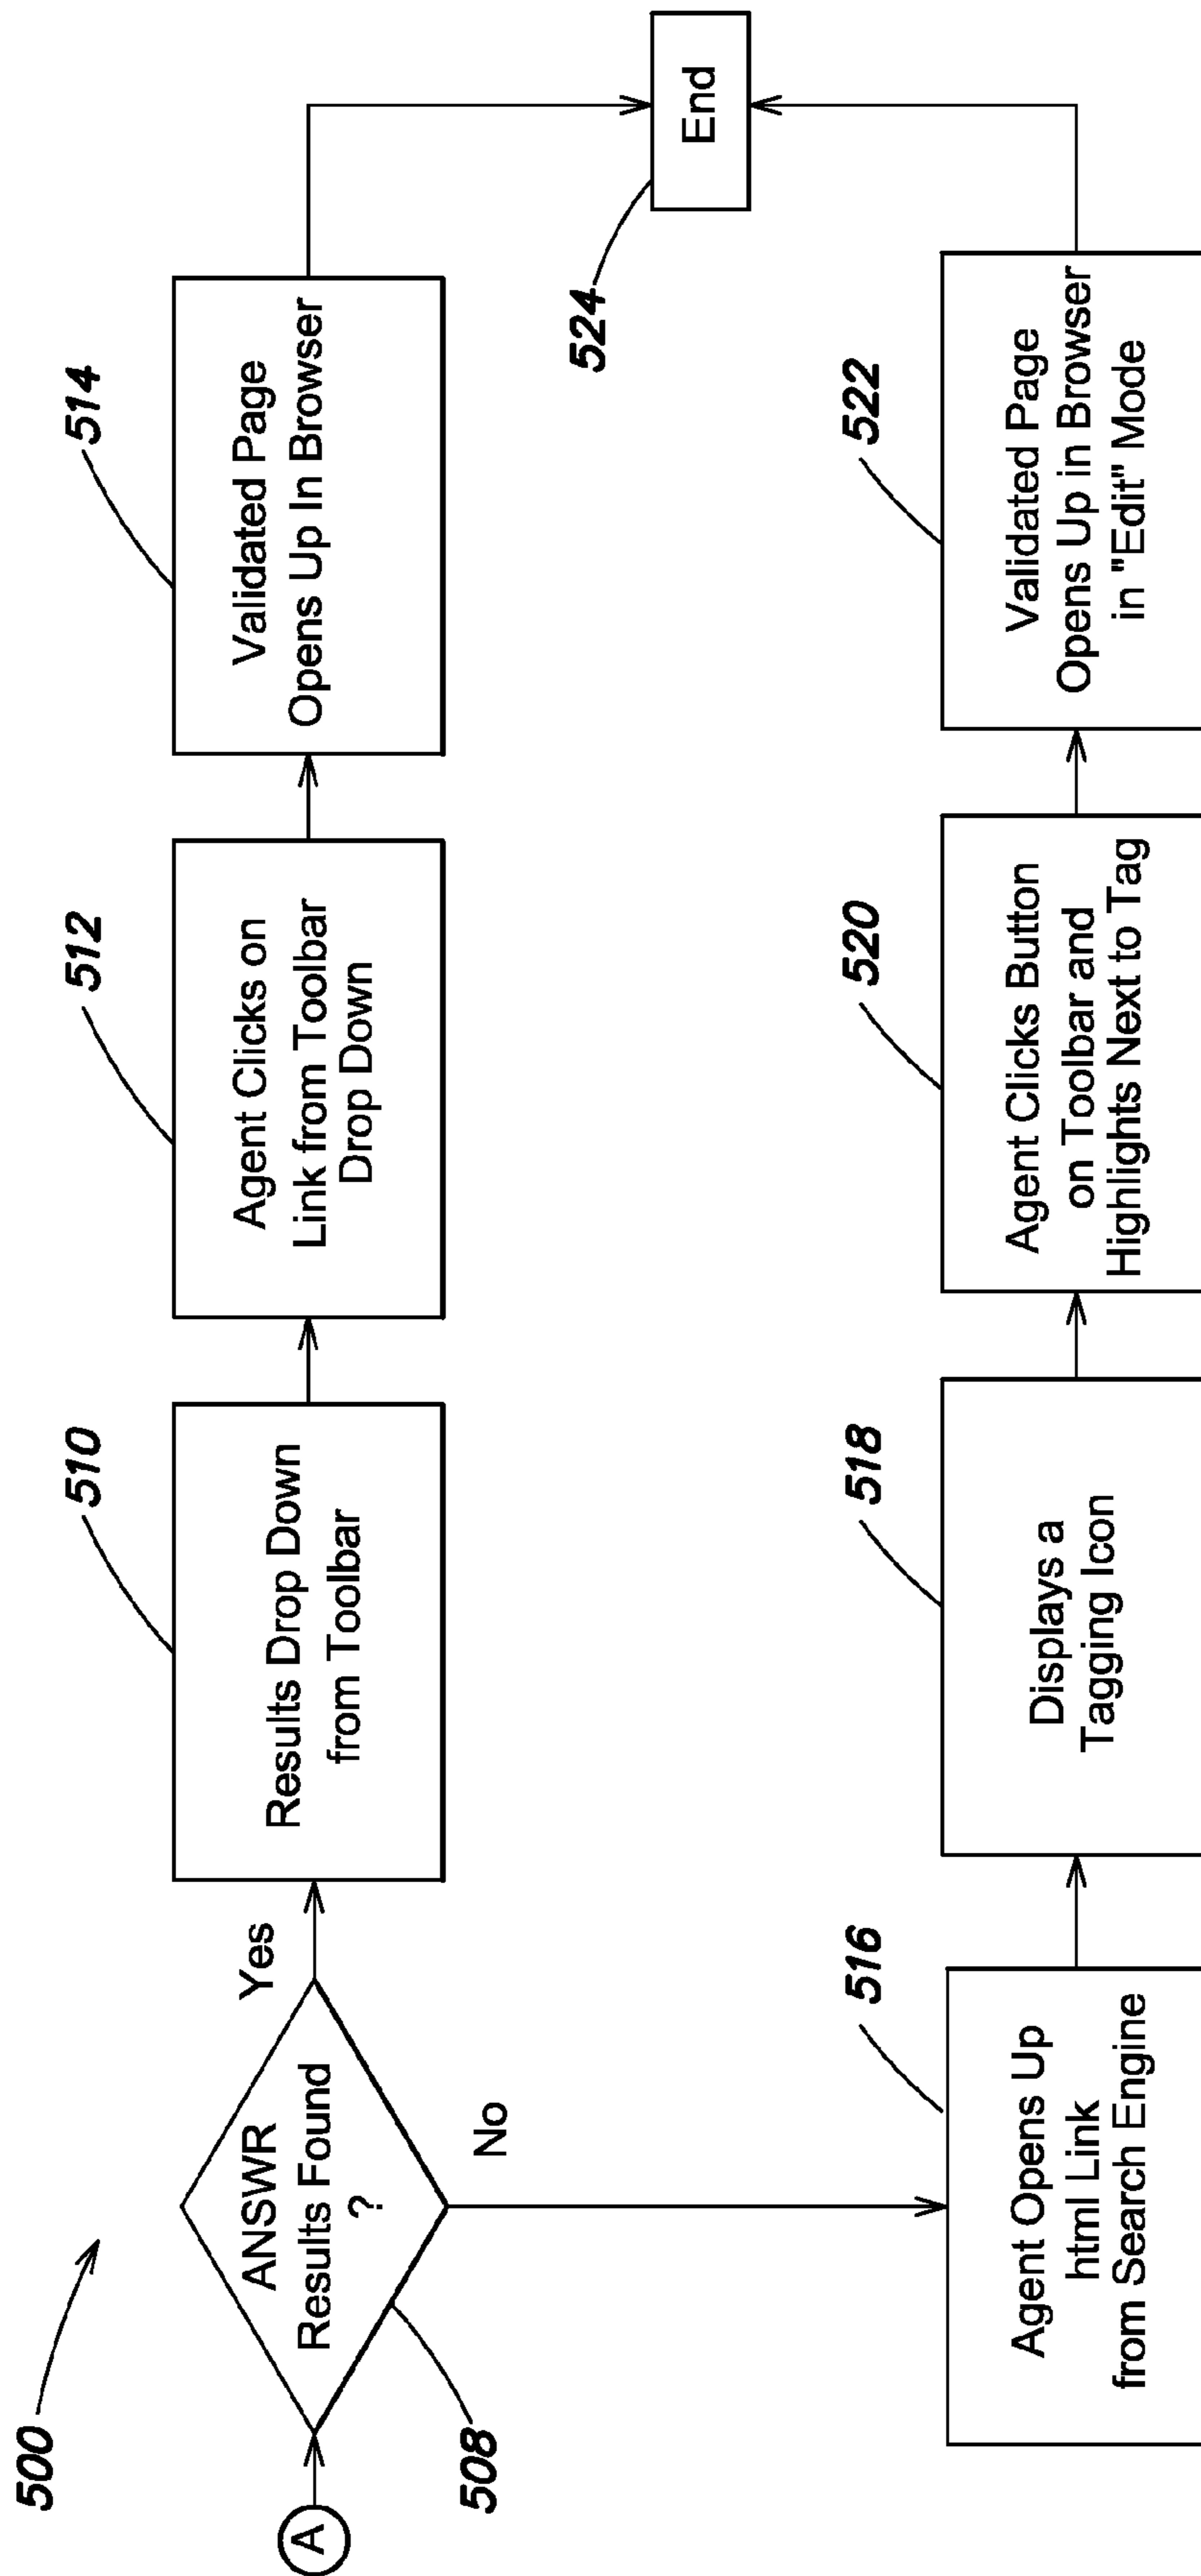 500
A
ANSWR
Results Found
?
508
Yes
No
510
Results Drop Down
from Toolbar
512
Agent Clicks on
Link from Toolbar
Drop Down
514
Validated Page
Opens Up In Browser
516
Agent Opens Up
html Link
from Search Engine
518
Displays a
Tagging Icon
520
Agent Clicks Button
on Toolbar and
Highlights Next to Tag
522
Validated Page
Opens Up in Browser
in "Edit" Mode
524
End